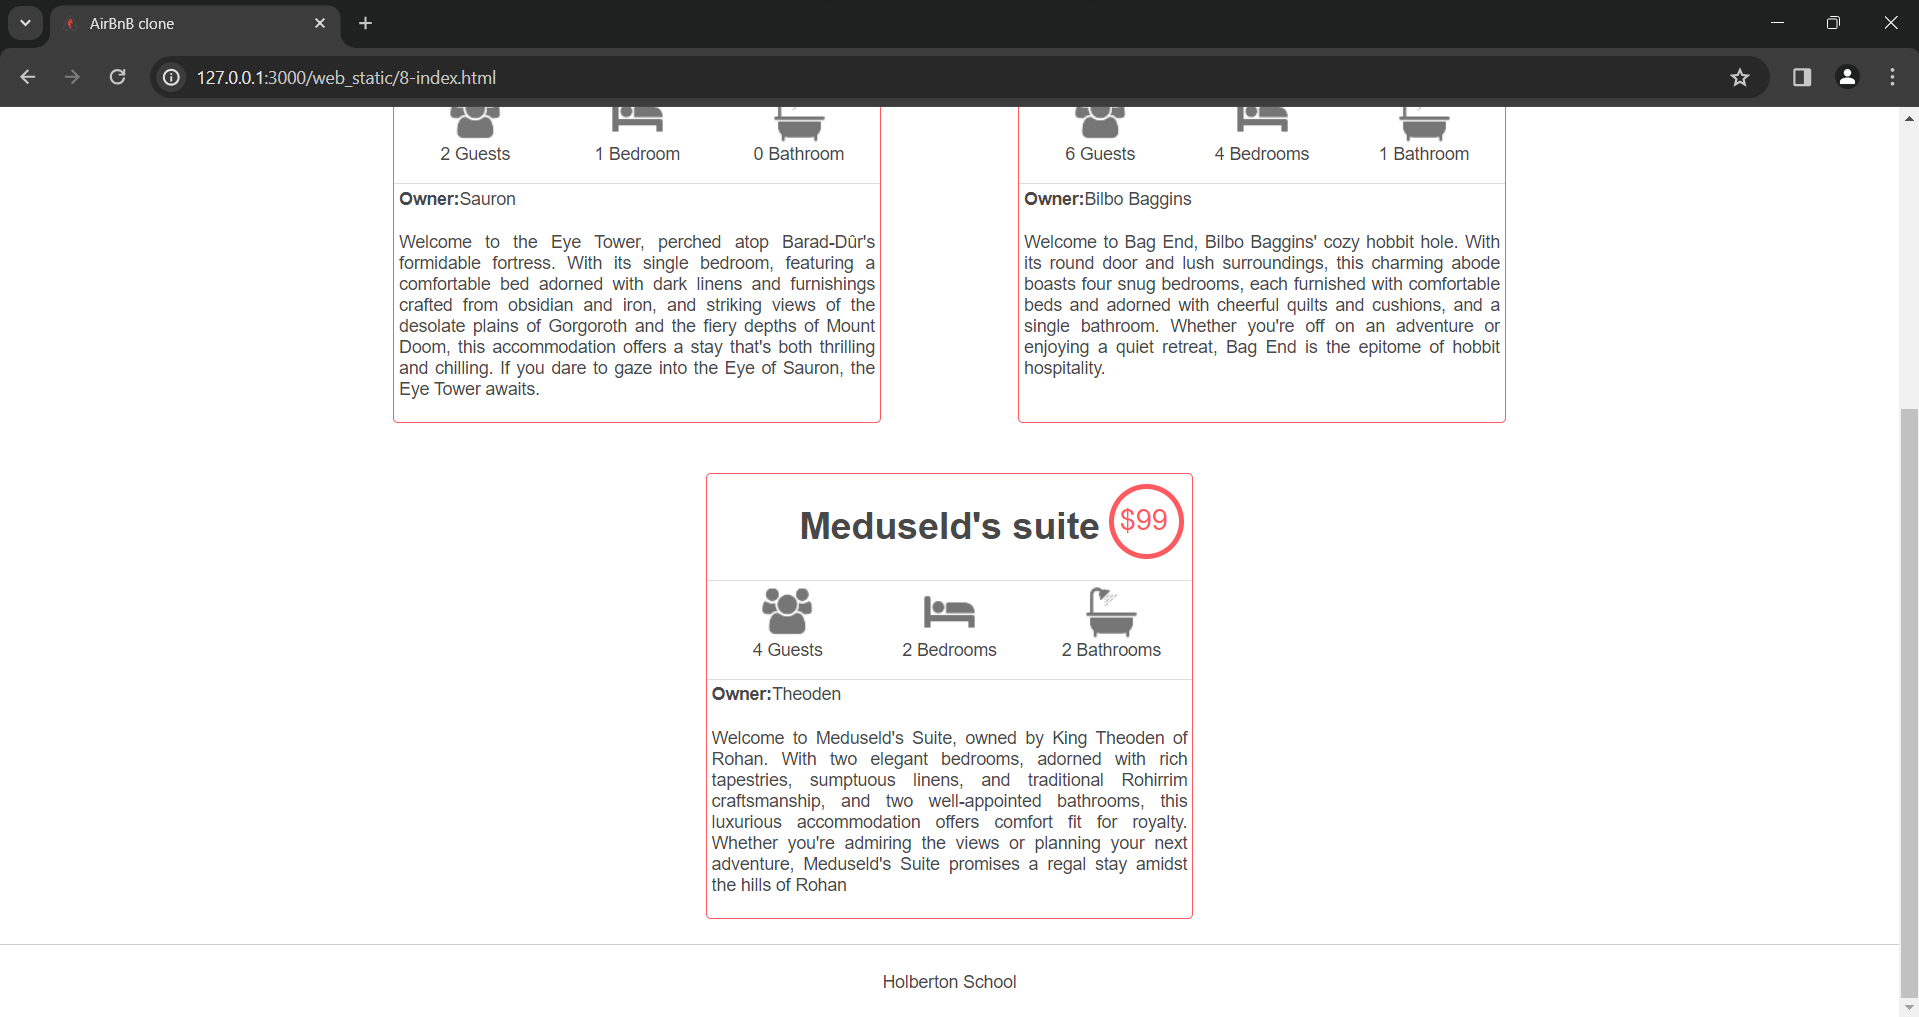 AirBnB clone
127.0.0.1:3000/web_static/8-index.html
2 Guests 1 Bedroom 0 Bathroom
Owner:Sauron
Welcome to the Eye Tower, perched atop Barad-Dûr's
formidable fortress. With its single bedroom, featuring a
comfortable bed adorned with dark linens and furnishings
crafted from obsidian and iron, and striking views of the
desolate plains of Gorgoroth and the fiery depths of Mount
Doom, this accommodation offers a stay that's both thrilling
and chilling. If you dare to gaze into the Eye of Sauron, the
Eye Tower awaits.
6 Guests 4 Bedrooms 1 Bathroom
Owner:Bilbo Baggins
Welcome to Bag End, Bilbo Baggins' cozy hobbit hole. With
its round door and lush surroundings, this charming abode
boasts four snug bedrooms, each furnished with comfortable
beds and adorned with cheerful quilts and cushions, and a
single bathroom. Whether you're off on an adventure or
enjoying a quiet retreat, Bag End is the epitome of hobbit
hospitality.
Meduseld's suite $99
4 Guests 2 Bedrooms 2 Bathrooms
Owner:Theoden
Welcome to Meduseld's Suite, owned by King Theoden of
Rohan. With two elegant bedrooms, adorned with rich
tapestries, sumptuous linens, and traditional Rohirrim
craftsmanship, and two well-appointed bathrooms, this
luxurious accommodation offers comfort fit for royalty.
Whether you're admiring the views or planning your next
adventure, Meduseld's Suite promises a regal stay amidst
the hills of Rohan
Holberton School